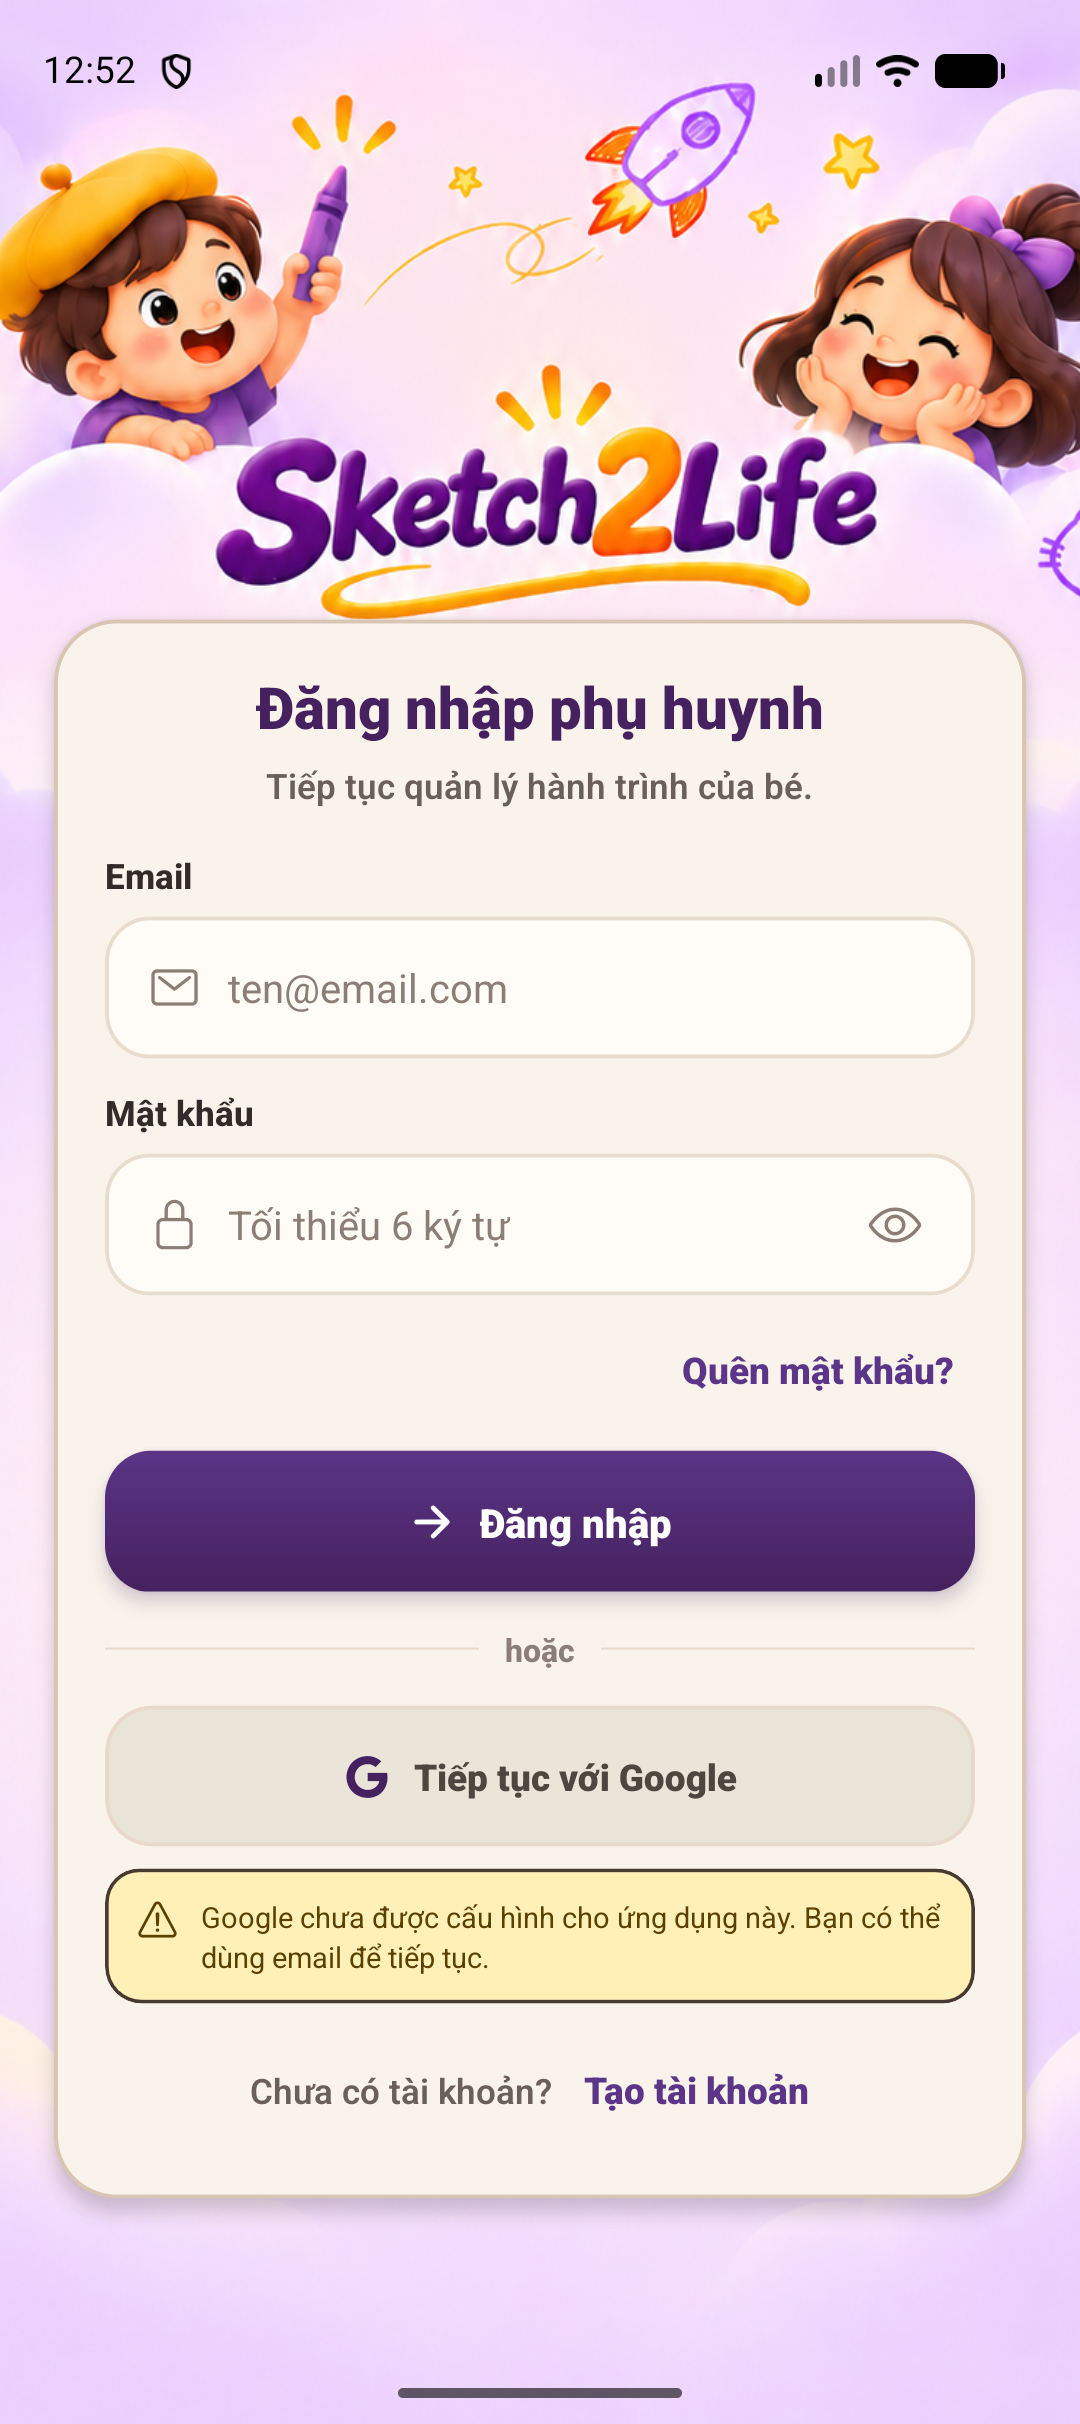 12:52
Sketch2Life
Đăng nhập phụ huynh
Tiếp tục quản lý hành trình của bé.
Email
ten@email.com
Mật khẩu
Tối thiểu 6 ký tự
Quên mật khẩu?
Đăng nhập
hoặc
Tiếp tục với Google
Google chưa được cấu hình cho ứng dụng này. Bạn có thể
dùng email để tiếp tục.
Chưa có tài khoản? Tạo tài khoản